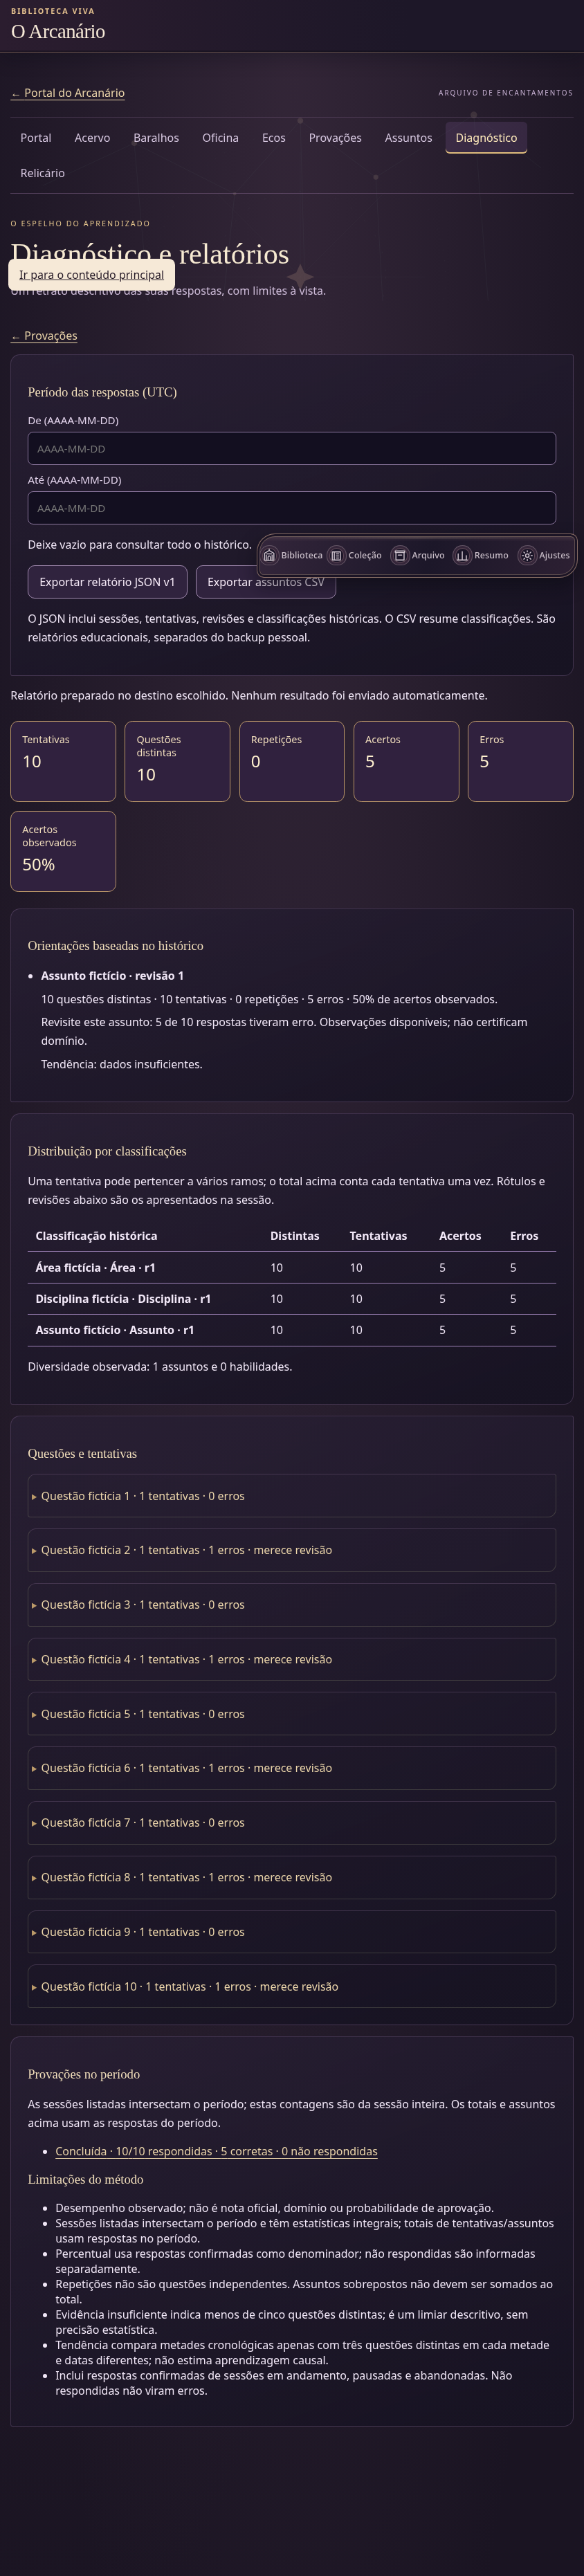 BIBLIOTECA VIVA
O Arcanário
← Portal do Arcanário
ARQUIVO DE ENCANTAMENTOS
Portal Acervo Baralhos Oficina Ecos Provações Assuntos Diagnóstico
Relicário
O ESPELHO DO APRENDIZADO
Diagnóstico e relatórios
Ir para o conteúdo principal
Um retrato descritivo das suas respostas, com limites à vista.
← Provações
Período das respostas (UTC)
De (AAAA-MM-DD)
AAAA-MM-DD
Até (AAAA-MM-DD)
AAAA-MM-DD
Deixe vazio para consultar todo o histórico.
Biblioteca Coleção Arquivo Resumo Ajustes
Exportar relatório JSON v1 Exportar assuntos CSV
O JSON inclui sessões, tentativas, revisões e classificações históricas. O CSV resume classificações. São
relatórios educacionais, separados do backup pessoal.
Relatório preparado no destino escolhido. Nenhum resultado foi enviado automaticamente.
Tentativas
10
Questões
distintas
10
Repetições
0
Acertos
5
Erros
5
Acertos
observados
50%
Orientações baseadas no histórico
• Assunto fictício · revisão 1
10 questões distintas · 10 tentativas · 0 repetições · 5 erros · 50% de acertos observados.
Revisite este assunto: 5 de 10 respostas tiveram erro. Observações disponíveis; não certificam
domínio.
Tendência: dados insuficientes.
Distribuição por classificações
Uma tentativa pode pertencer a vários ramos; o total acima conta cada tentativa uma vez. Rótulos e
revisões abaixo são os apresentados na sessão.
Classificação histórica Distintas Tentativas Acertos Erros
Área fictícia · Área · r1 10 10 5 5
Disciplina fictícia · Disciplina · r1 10 10 5 5
Assunto fictício · Assunto · r1 10 10 5 5
Diversidade observada: 1 assuntos e 0 habilidades.
Questões e tentativas
▸ Questão fictícia 1 · 1 tentativas · 0 erros
▸ Questão fictícia 2 · 1 tentativas · 1 erros · merece revisão
▸ Questão fictícia 3 · 1 tentativas · 0 erros
▸ Questão fictícia 4 · 1 tentativas · 1 erros · merece revisão
▸ Questão fictícia 5 · 1 tentativas · 0 erros
▸ Questão fictícia 6 · 1 tentativas · 1 erros · merece revisão
▸ Questão fictícia 7 · 1 tentativas · 0 erros
▸ Questão fictícia 8 · 1 tentativas · 1 erros · merece revisão
▸ Questão fictícia 9 · 1 tentativas · 0 erros
▸ Questão fictícia 10 · 1 tentativas · 1 erros · merece revisão
Provações no período
As sessões listadas intersectam o período; estas contagens são da sessão inteira. Os totais e assuntos
acima usam as respostas do período.
• Concluída · 10/10 respondidas · 5 corretas · 0 não respondidas
Limitações do método
• Desempenho observado; não é nota oficial, domínio ou probabilidade de aprovação.
• Sessões listadas intersectam o período e têm estatísticas integrais; totais de tentativas/assuntos
usam respostas no período.
• Percentual usa respostas confirmadas como denominador; não respondidas são informadas
separadamente.
• Repetições não são questões independentes. Assuntos sobrepostos não devem ser somados ao
total.
• Evidência insuficiente indica menos de cinco questões distintas; é um limiar descritivo, sem
precisão estatística.
• Tendência compara metades cronológicas apenas com três questões distintas em cada metade
e datas diferentes; não estima aprendizagem causal.
• Inclui respostas confirmadas de sessões em andamento, pausadas e abandonadas. Não
respondidas não viram erros.